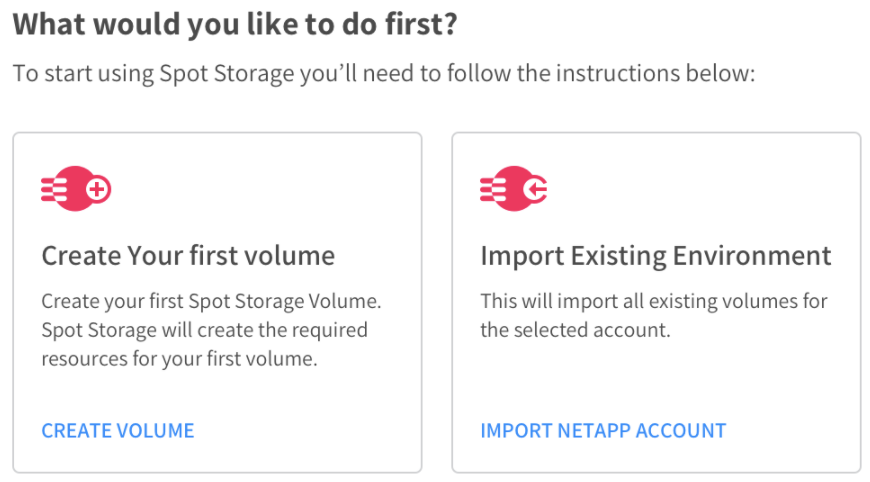 What would you like to do first?
To start using Spot Storage you’ll need to follow the instructions below:
Create Your first volume
Create your first Spot Storage Volume.
Spot Storage will create the required
resources for your first volume.
CREATE VOLUME
Import Existing Environment
This will import all existing volumes for
the selected account.
IMPORT NETAPP ACCOUNT